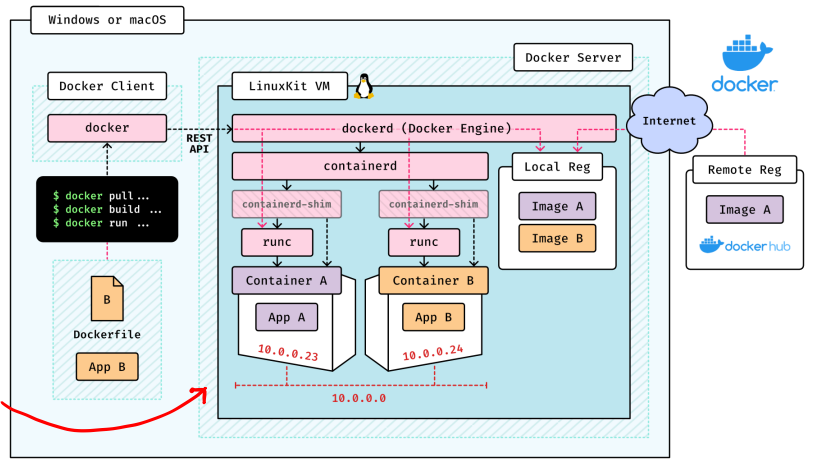 Windows or macOS
Docker Server
docker
Docker Client
LinuxKit VM
docker
REST
API
dockerd (Docker Engine)
Internet
containerd
Local Reg
Remote Reg
$ docker pull...
$ docker build ...
$ docker run ...
containerd-shim
containerd-shim
Image A
Image A
runc
runc
Image B
docker hub
Container A
Container B
B
App A
App B
Dockerfile
10.0.0.23
10.0.0.24
App B
10.0.0.0